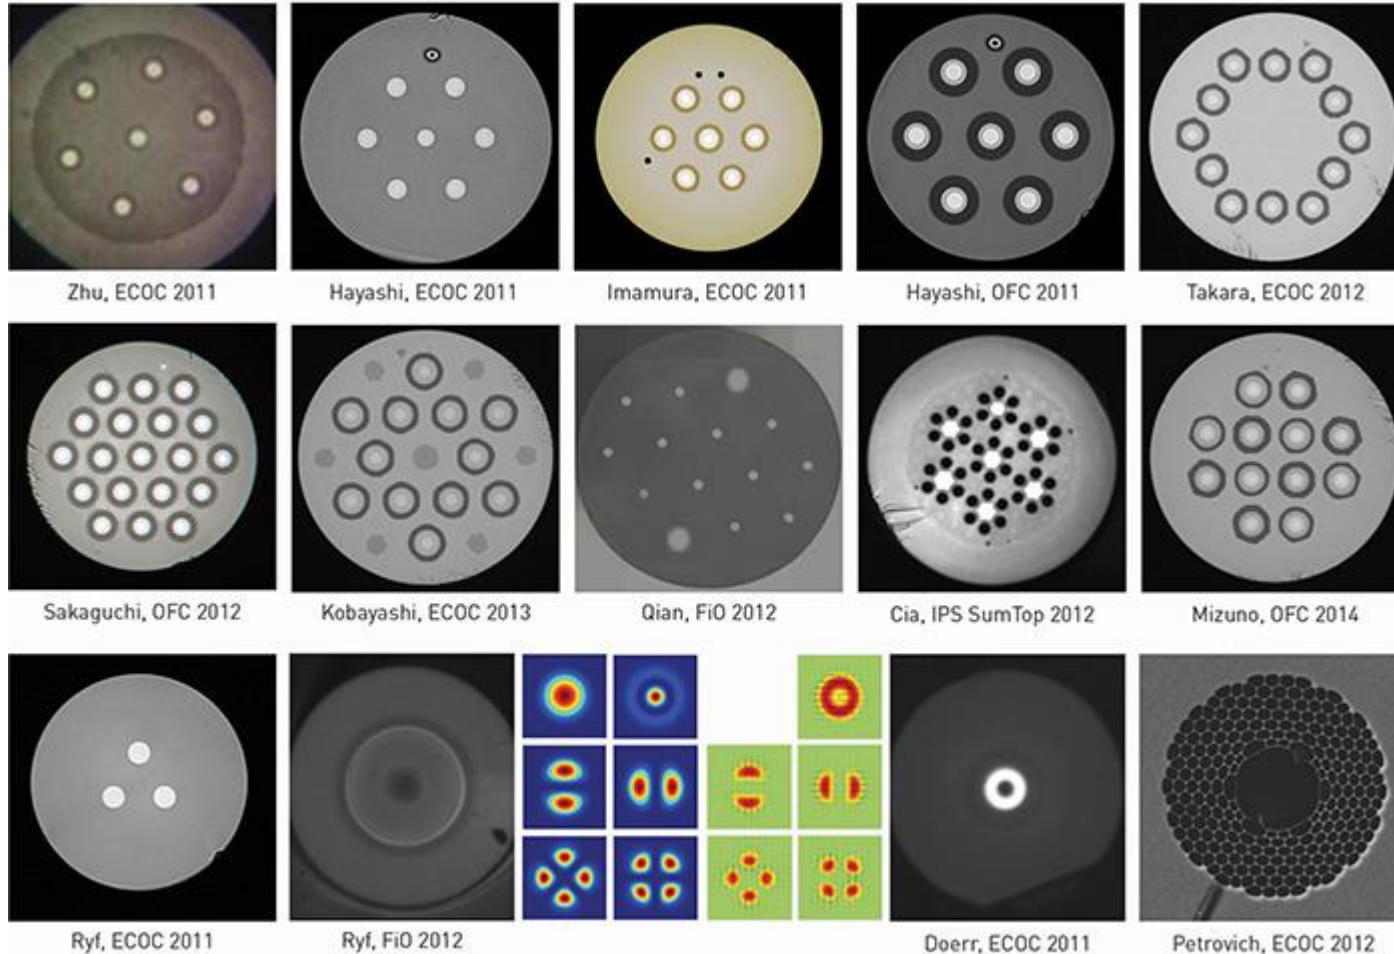 Zhu, ECOC 2011
Hayashi, ECOC 2011
Imamura, ECOC 2011
Hayashi, OFC 2011
Takara, ECOC 2012
Sakaguchi, OFC 2012
Kobayashi, ECOC 2013
Qian, FiO 2012
Cia, IPS SumTop 2012
Mizuno, OFC 2014
Ryf, ECOC 2011
Ryf, FiO 2012
Doerr, ECOC 2011
Petrovich, ECOC 2012